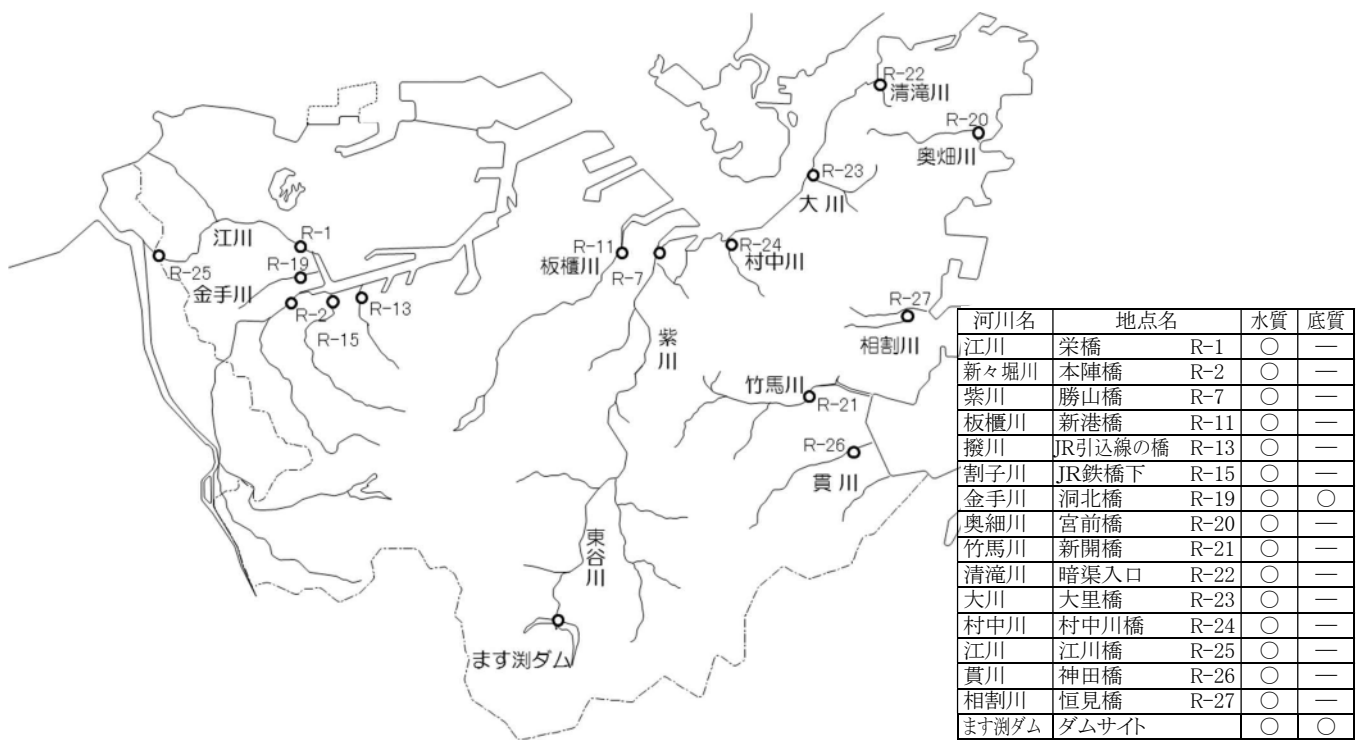 R-22
清滝川
R-20
奥畑川
R-23
大川
R-1
江川
R-25
R-19
金手川
R-2
R-15
R-13
R-11
板櫃川
R-7
R-24
村中川
紫川
R-27
相割川
竹馬川
R-21
R-26
貫川
東谷川
ます渕ダム
河川名 地点名 水質 底質
江川 栄橋 R-1 ○ ―
新々堀川 本陣橋 R-2 ○ ―
紫川 勝山橋 R-7 ○ ―
板櫃川 新港橋 R-11 ○ ―
撥川 JR引込線の橋 R-13 ○ ―
割子川 JR鉄橋下 R-15 ○ ―
金手川 洞北橋 R-19 ○ ○
奥細川 宮前橋 R-20 ○ ―
竹馬川 新開橋 R-21 ○ ―
清滝川 暗渠入口 R-22 ○ ―
大川 大里橋 R-23 ○ ―
村中川 村中川橋 R-24 ○ ―
江川 江川橋 R-25 ○ ―
貫川 神田橋 R-26 ○ ―
相割川 恒見橋 R-27 ○ ―
ます渕ダム ダムサイト ○ ○